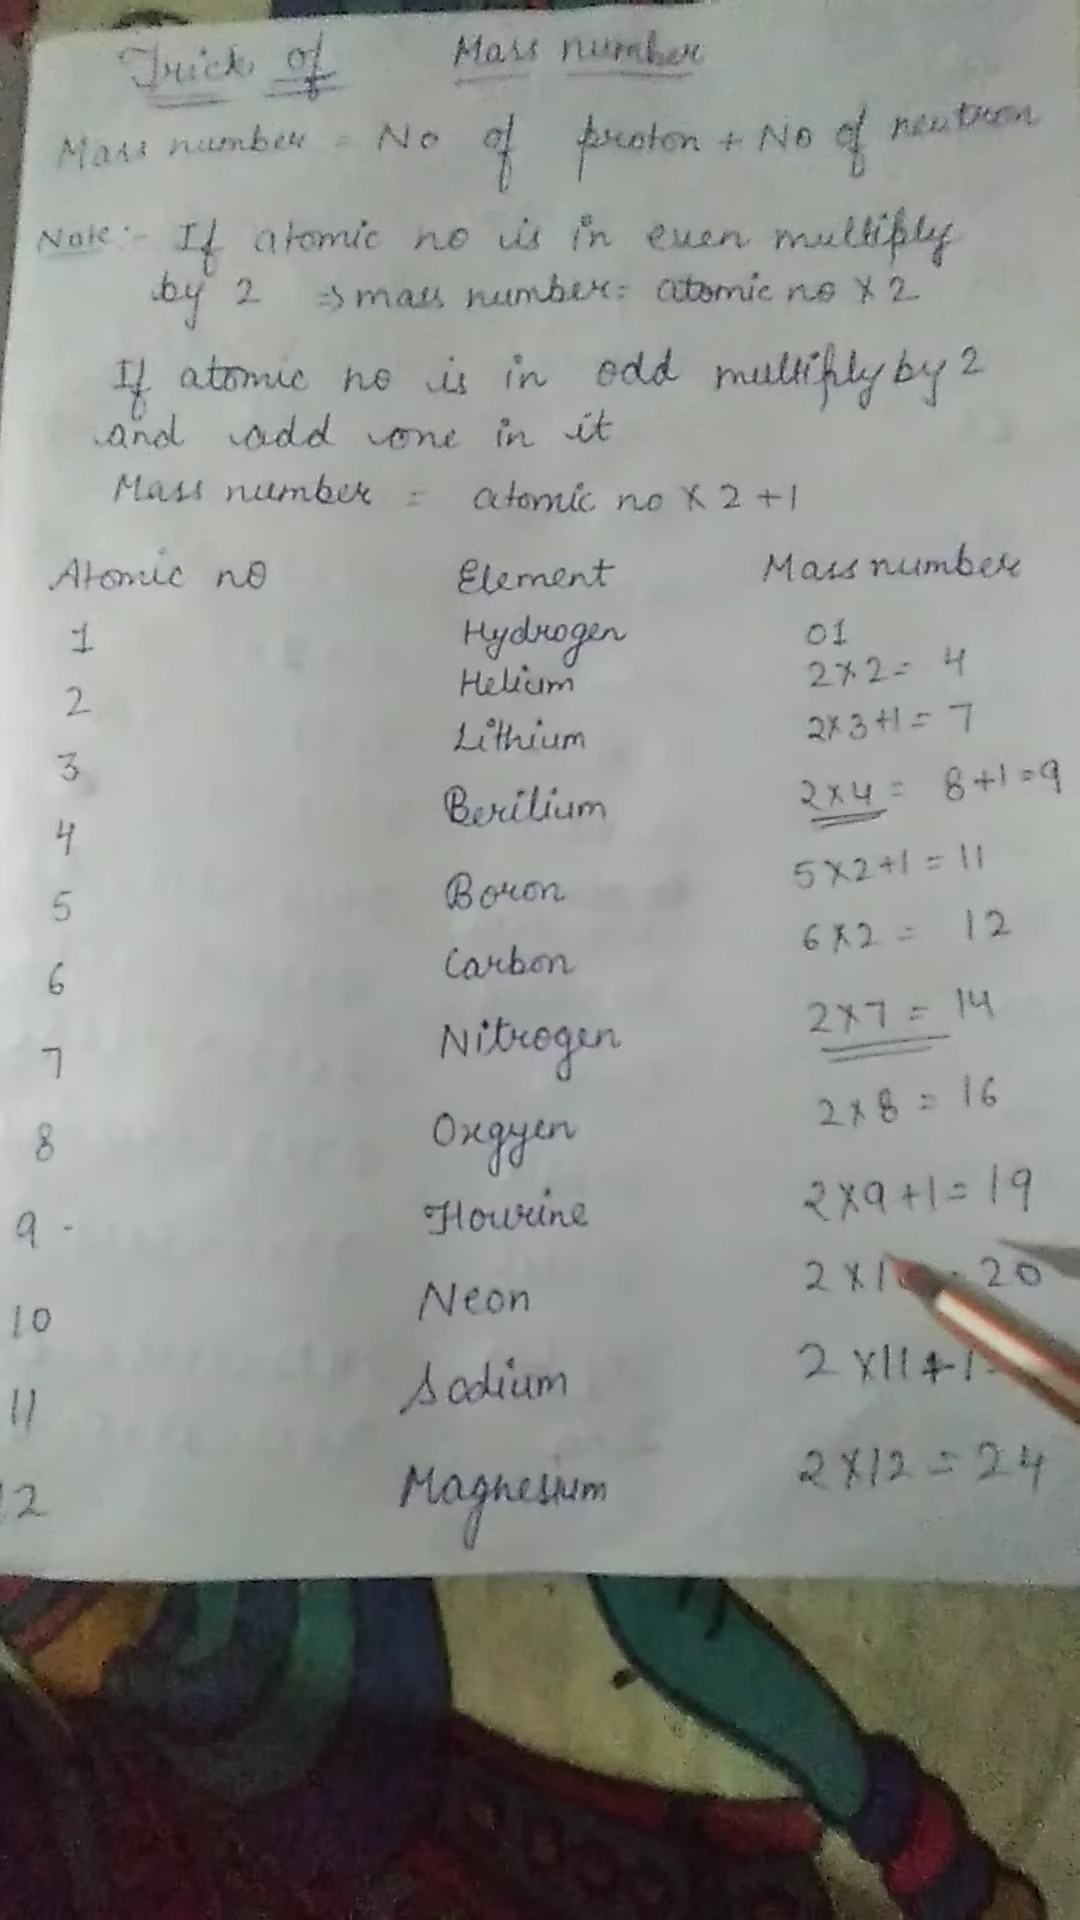 Trick of Mass number
Mass number = No of proton + No of neutron
Note:- If atomic no is in even multiply
by 2 ⇒ mass number = atomic no × 2
If atomic no is in odd multiply by 2
and add one in it
Mass number = atomic no × 2 + 1
Atomic no Element Mass number
1 Hydrogen 01
2 Helium 2×2= 4
3 Lithium 2×3+1= 7
4 Berilium 2×4= 8+1=9
5 Boron 5×2+1=11
6 Carbon 6×2= 12
7 Nitrogen 2×7= 14
8 Oxgyen 2×8=16
9 Flourine 2×9+1=19
10 Neon 2× 20
11 Sodium 2×11+1
12 Magnesium 2×12=24